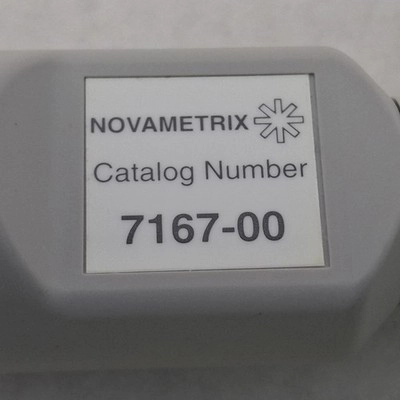 NOVAMETRIX
Catalog Number
7167-00